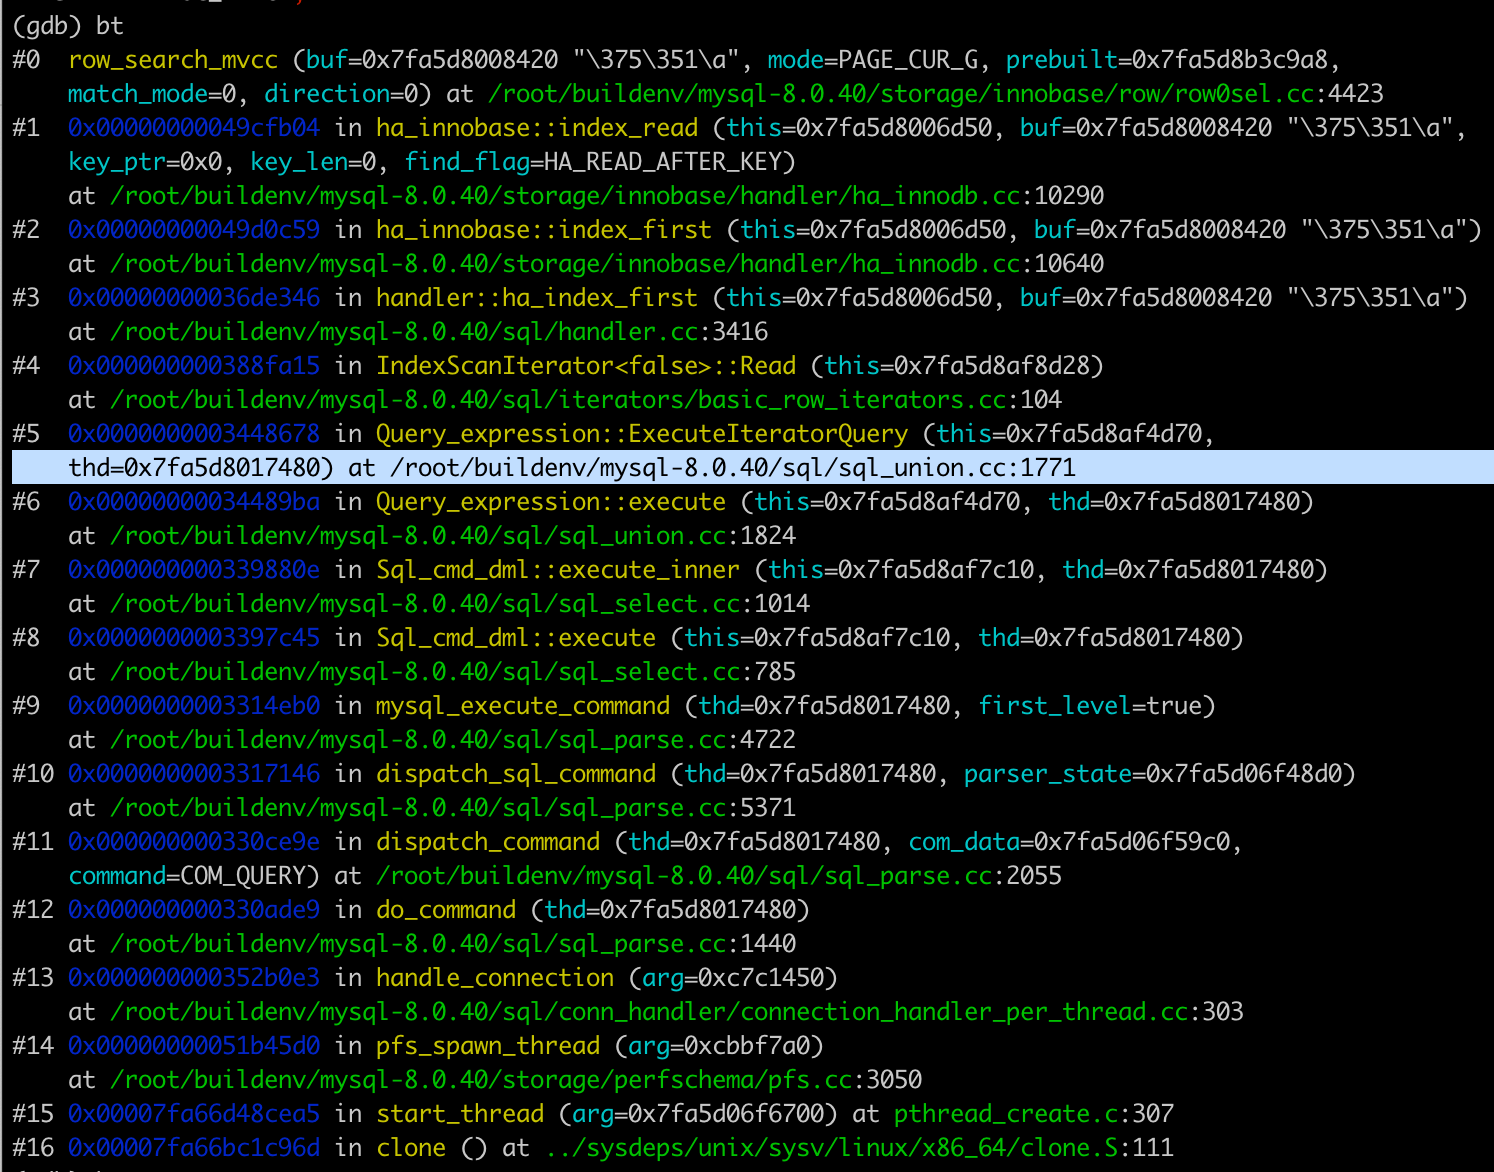 (gdb) bt
#0  row_search_mvcc (buf=0x7fa5d8008420 "\375\351\a", mode=PAGE_CUR_G, prebuilt=0x7fa5d8b3c9a8,
    match_mode=0, direction=0) at /root/buildenv/mysql-8.0.40/storage/innobase/row/row0sel.cc:4423
#1  0x00000000049cfb04 in ha_innobase::index_read (this=0x7fa5d8006d50, buf=0x7fa5d8008420 "\375\351\a",
    key_ptr=0x0, key_len=0, find_flag=HA_READ_AFTER_KEY)
    at /root/buildenv/mysql-8.0.40/storage/innobase/handler/ha_innodb.cc:10290
#2  0x00000000049d0c59 in ha_innobase::index_first (this=0x7fa5d8006d50, buf=0x7fa5d8008420 "\375\351\a")
    at /root/buildenv/mysql-8.0.40/storage/innobase/handler/ha_innodb.cc:10640
#3  0x00000000036de346 in handler::ha_index_first (this=0x7fa5d8006d50, buf=0x7fa5d8008420 "\375\351\a")
    at /root/buildenv/mysql-8.0.40/sql/handler.cc:3416
#4  0x000000000388fa15 in IndexScanIterator<false>::Read (this=0x7fa5d8af8d28)
    at /root/buildenv/mysql-8.0.40/sql/iterators/basic_row_iterators.cc:104
#5  0x0000000003448678 in Query_expression::ExecuteIteratorQuery (this=0x7fa5d8af4d70,
    thd=0x7fa5d8017480) at /root/buildenv/mysql-8.0.40/sql/sql_union.cc:1771
#6  0x00000000034489ba in Query_expression::execute (this=0x7fa5d8af4d70, thd=0x7fa5d8017480)
    at /root/buildenv/mysql-8.0.40/sql/sql_union.cc:1824
#7  0x000000000339880e in Sql_cmd_dml::execute_inner (this=0x7fa5d8af7c10, thd=0x7fa5d8017480)
    at /root/buildenv/mysql-8.0.40/sql/sql_select.cc:1014
#8  0x0000000003397c45 in Sql_cmd_dml::execute (this=0x7fa5d8af7c10, thd=0x7fa5d8017480)
    at /root/buildenv/mysql-8.0.40/sql/sql_select.cc:785
#9  0x0000000003314eb0 in mysql_execute_command (thd=0x7fa5d8017480, first_level=true)
    at /root/buildenv/mysql-8.0.40/sql/sql_parse.cc:4722
#10 0x0000000003317146 in dispatch_sql_command (thd=0x7fa5d8017480, parser_state=0x7fa5d06f48d0)
    at /root/buildenv/mysql-8.0.40/sql/sql_parse.cc:5371
#11 0x000000000330ce9e in dispatch_command (thd=0x7fa5d8017480, com_data=0x7fa5d06f59c0,
    command=COM_QUERY) at /root/buildenv/mysql-8.0.40/sql/sql_parse.cc:2055
#12 0x000000000330ade9 in do_command (thd=0x7fa5d8017480)
    at /root/buildenv/mysql-8.0.40/sql/sql_parse.cc:1440
#13 0x000000000352b0e3 in handle_connection (arg=0xc7c1450)
    at /root/buildenv/mysql-8.0.40/sql/conn_handler/connection_handler_per_thread.cc:303
#14 0x00000000051b45d0 in pfs_spawn_thread (arg=0xcbbf7a0)
    at /root/buildenv/mysql-8.0.40/storage/perfschema/pfs.cc:3050
#15 0x00007fa66d48cea5 in start_thread (arg=0x7fa5d06f6700) at pthread_create.c:307
#16 0x00007fa66bc1c96d in clone () at ../sysdeps/unix/sysv/linux/x86_64/clone.S:111